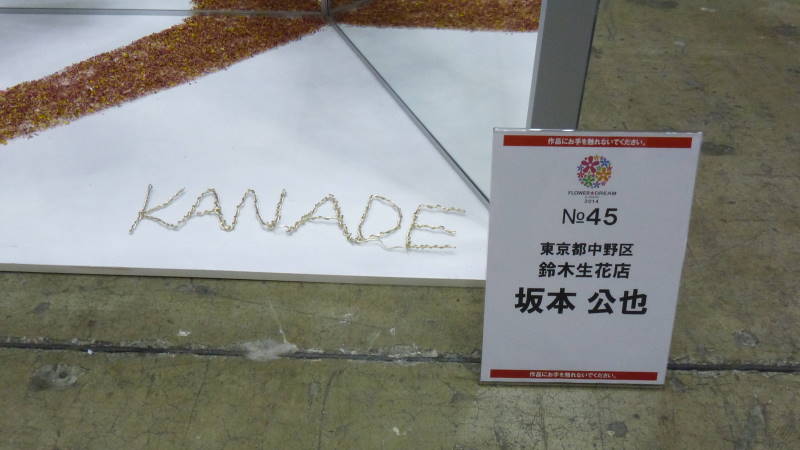 KANADE
作品にお手を触れないでください。
FLOWER DREAM
2014
№45
東京都中野区
鈴木生花店
坂本 公也
作品にお手を触れないでください。